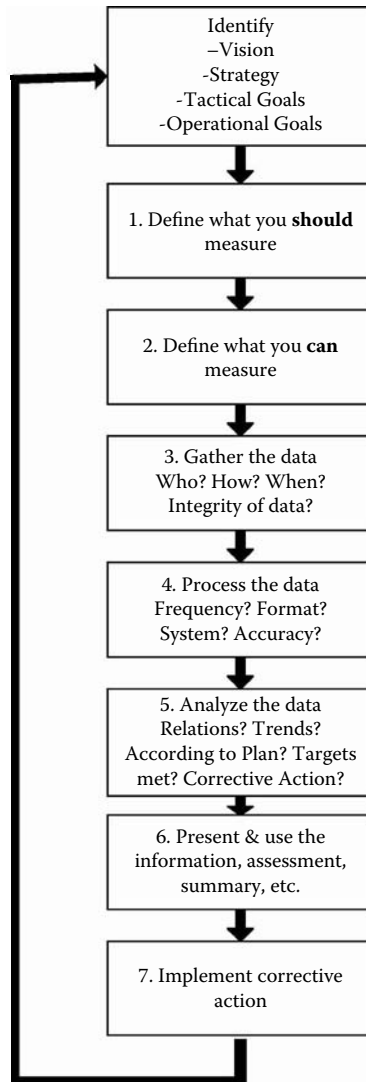 Identify
–Vision
-Strategy
-Tactical Goals
-Operational Goals
1. Define what you should
measure
2. Define what you can
measure
3. Gather the data
Who? How? When?
Integrity of data?
4. Process the data
Frequency? Format?
System? Accuracy?
5. Analyze the data
Relations? Trends?
According to Plan? Targets
met? Corrective Action?
6. Present & use the
information, assessment,
summary, etc.
7. Implement corrective
action